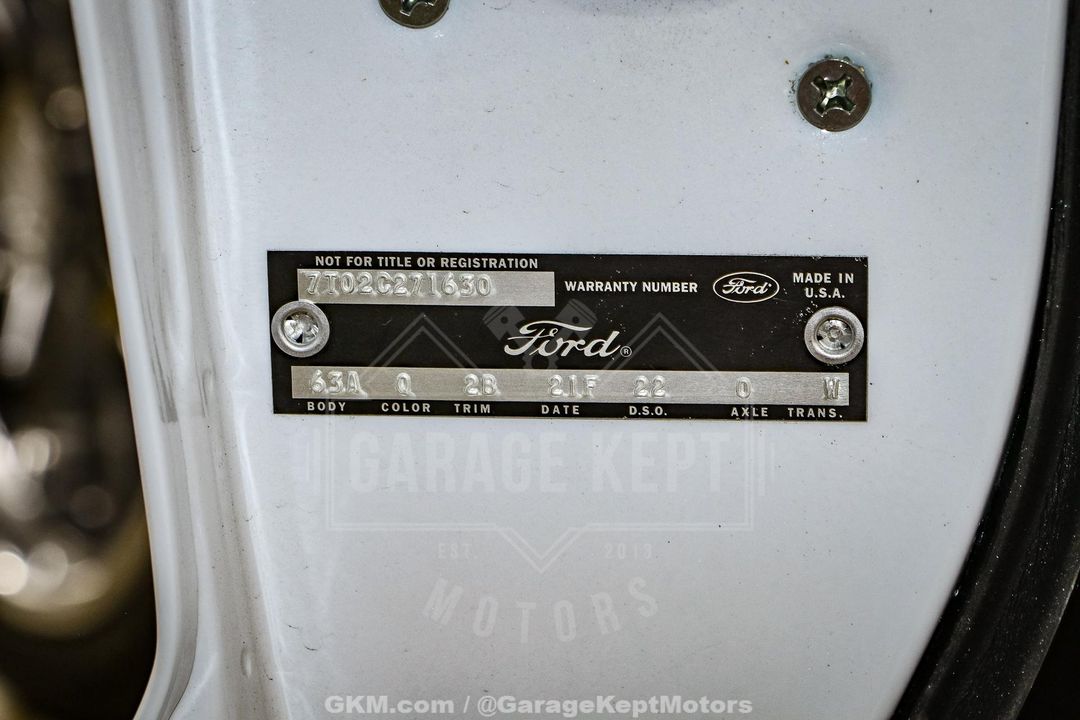 NOT FOR TITLE OR REGISTRATION
7T02C271630
WARRANTY NUMBER
Ford
MADE IN
U.S.A.
Ford®
63A Q 2B 21F 22 0 W
BODY COLOR TRIM DATE D.S.O. AXLE TRANS.
GARAGE KEPT
EST. 2013
MOTORS
GKM.com / @GarageKeptMotors